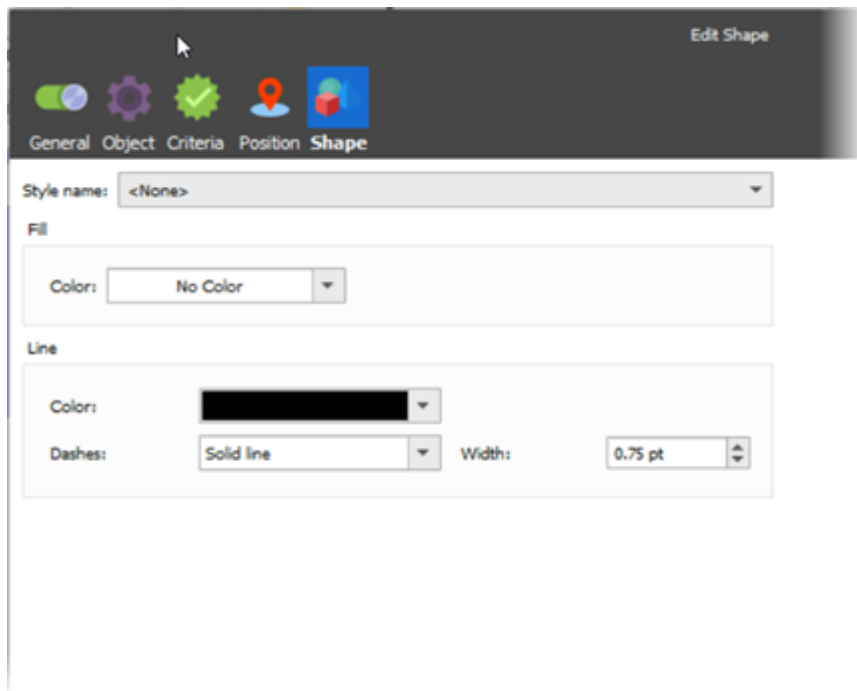 Edit Shape
General Object Criteria Position Shape
Style name: <None>
Fill
Color: No Color
Line
Color:
Dashes: Solid line Width: 0.75 pt